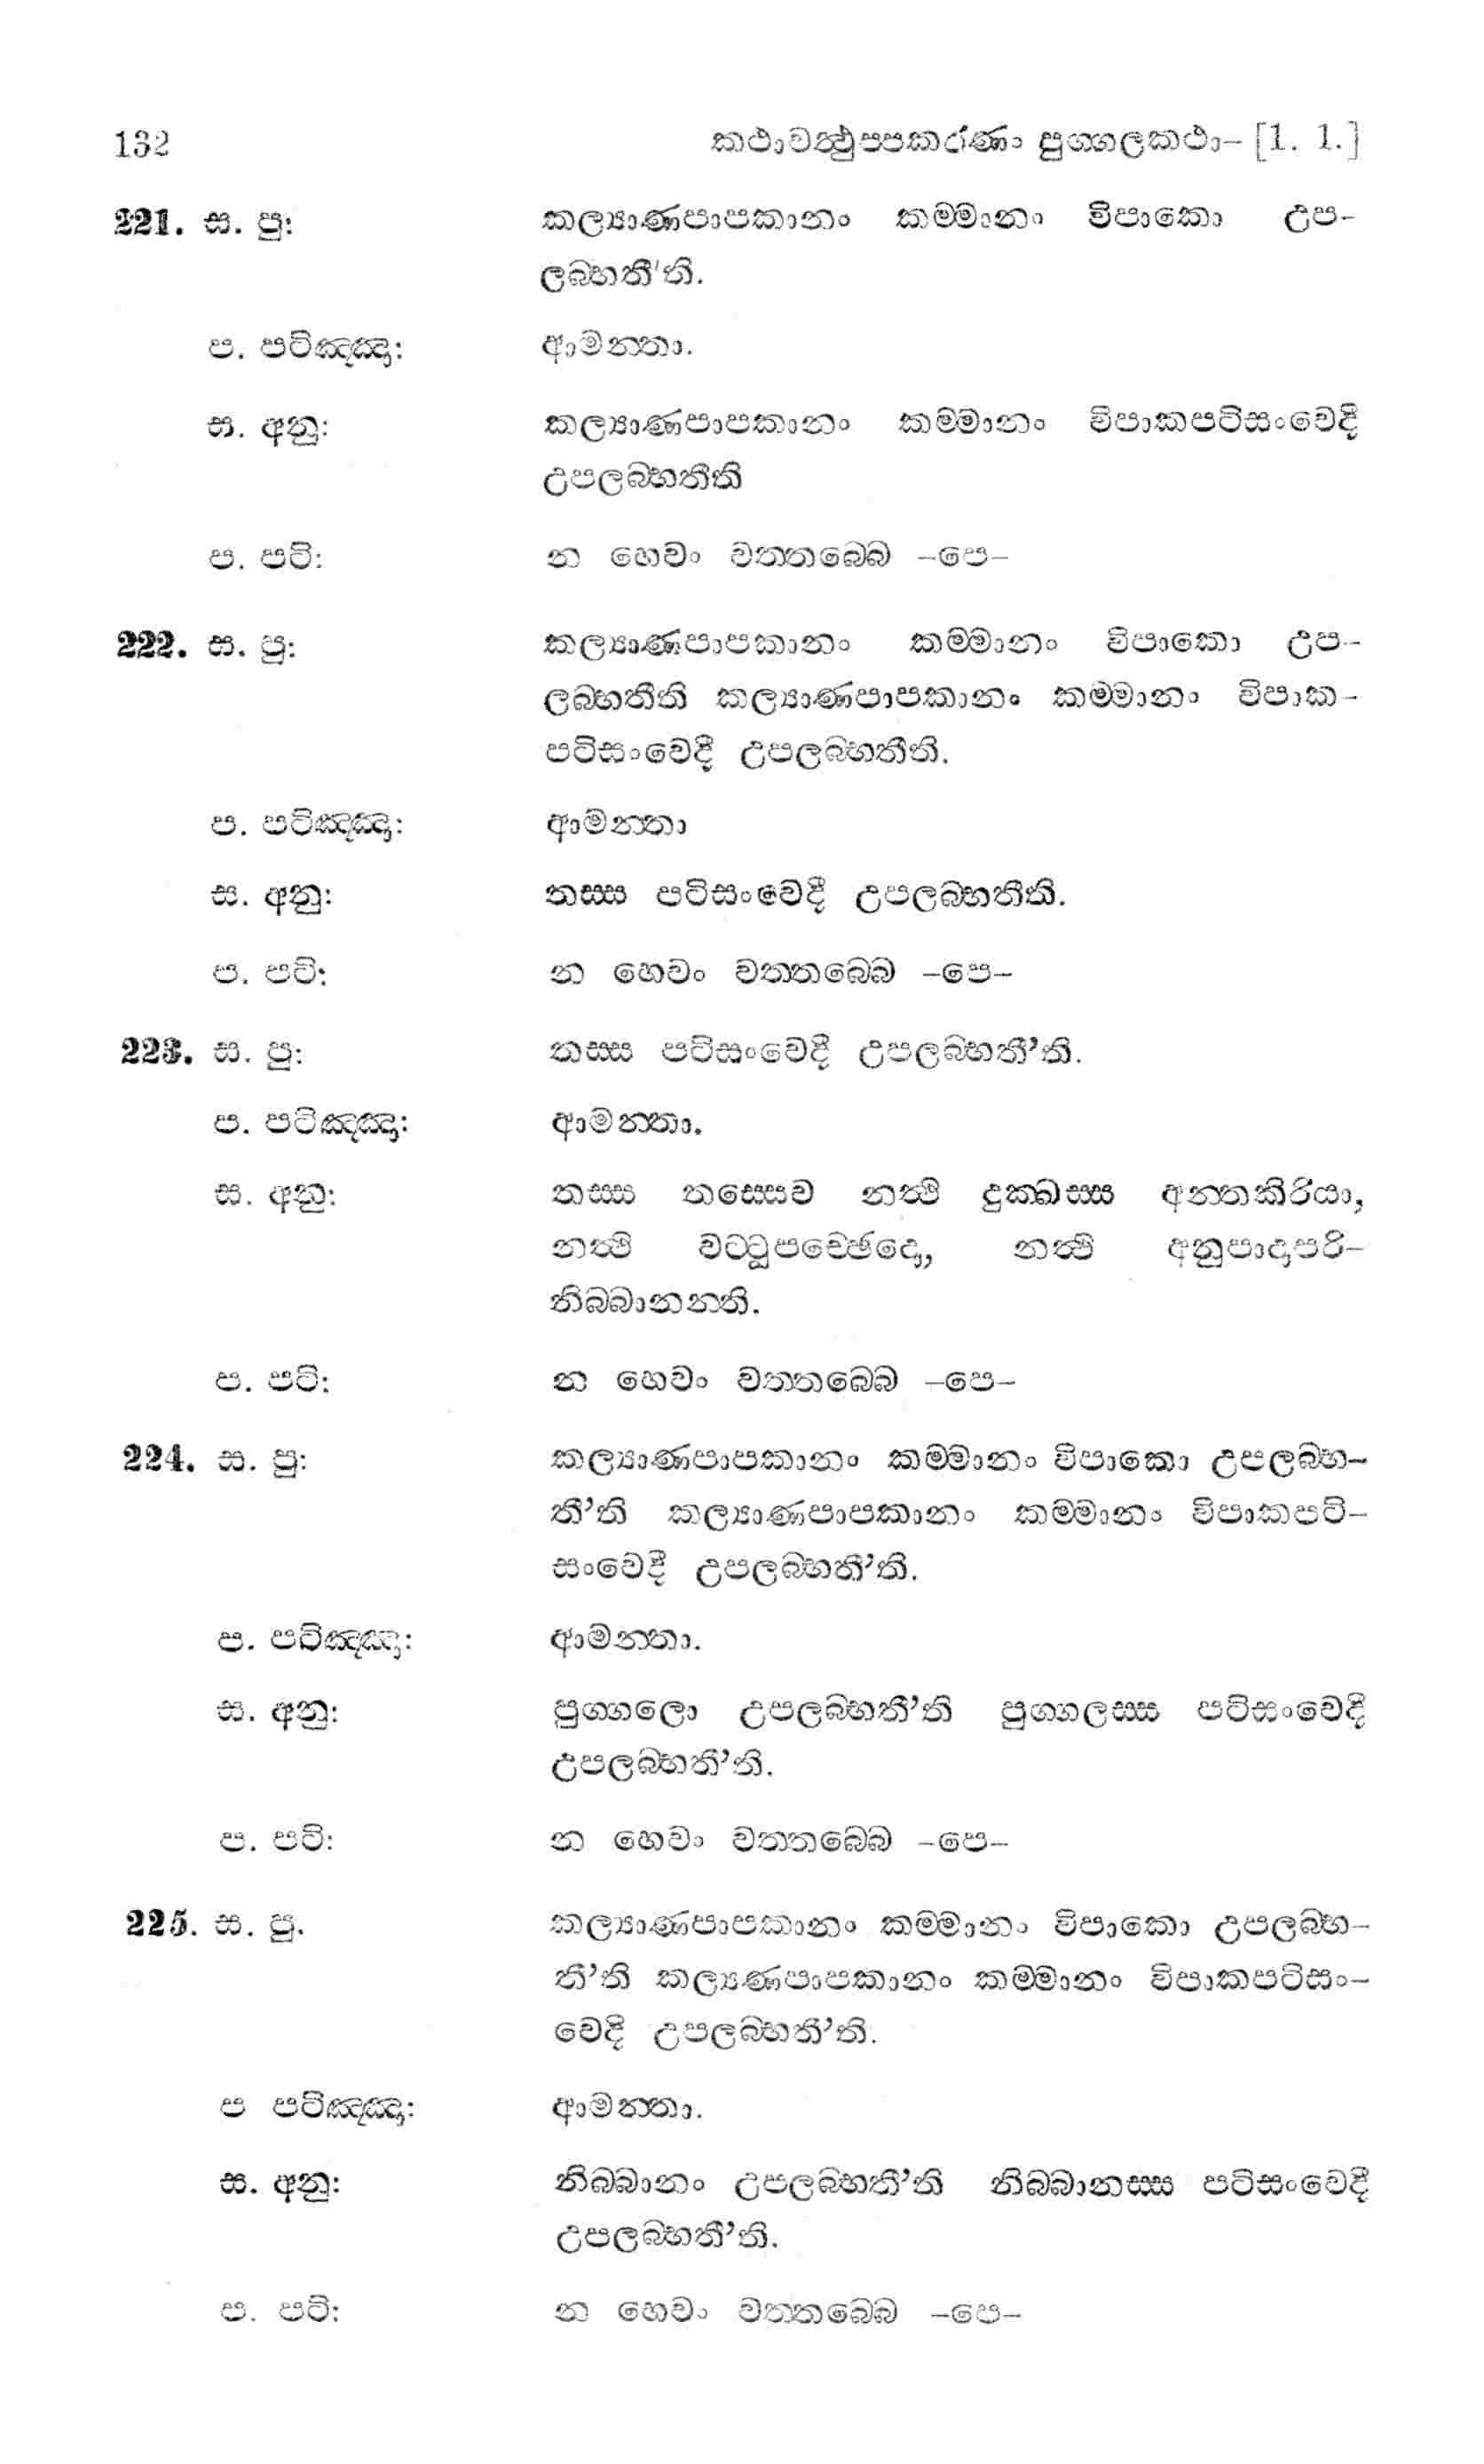 132 කථාවත්‍ථුප්පකරණං පුග්ගලකථා– [1. 1.]
221. ස. පු: කල්‍යාණපාපකානං කම්මානං විපාකො උප-
ලබ්භතී'ති.
ප. පටිඤ්ඤා: ආමන්තා.
ස. අනු: කල්‍යාණපාපකානං කම්මානං විපාකපටිසංවෙදී
උපලබ්භතීති
ප. පටි: න හෙවං වත්තබ්බෙ –පෙ–
222. ස. පු: කල්‍යාණපාපකානං කම්මානං විපාකො උප-
ලබ්භතීති කල්‍යාණපාපකානං කම්මානං විපාක-
පටිසංවෙදී උපලබ්භතීති.
ප. පටිඤ්ඤා: ආමන්තා
ස. අනු: තස්ස පටිසංවෙදී උපලබ්භතීති.
ප. පටි: න හෙවං වත්තබ්බෙ –පෙ–
223. ස. පු: තස්ස පටිසංවෙදී උපලබ්භතී’ති.
ප. පටිඤ්ඤා: ආමන්තා.
ස. අනු: තස්ස තස්සෙව නත්‍ථි දුක්ඛස්ස අන්තකිරියා,
නත්‍ථි වට්ටුපච්ඡෙදො, නත්‍ථි අනුපාදාපරි-
නිබ්බානන්ති.
ප. පටි: න හෙවං වත්තබ්බෙ –පෙ–
224. ස. පු: කල්‍යාණපාපකානං කම්මානං විපාකො උපලබ්භ-
තී’ති කල්‍යාණපාපකානං කම්මානං විපාකපටි-
සංවෙදී උපලබ්භතී’ති.
ප. පටිඤ්ඤා: ආමන්තා.
ස. අනු: පුග්ගලො උපලබ්භතී’ති පුග්ගලස්ස පටිසංවෙදී
උපලබ්භතී’ති.
ප. පටි: න හෙවං වත්තබ්බෙ –පෙ–
225. ස. පු. කල්‍යාණපාපකානං කම්මානං විපාකො උපලබ්භ-
තී’ති කල්‍යණපාපකානං කම්මානං විපාකපටිසං-
වෙදි උපලබ්භතී’ති.
ප පටිඤ්ඤා: ආමන්තා.
ස. අනු: නිබ්බානං උපලබ්භතී’ති නිබ්බානස්ස පටිසංවෙදී
උපලබ්භතී’ති.
ප. පටි: න හෙවං වත්තබ්බෙ –පෙ–